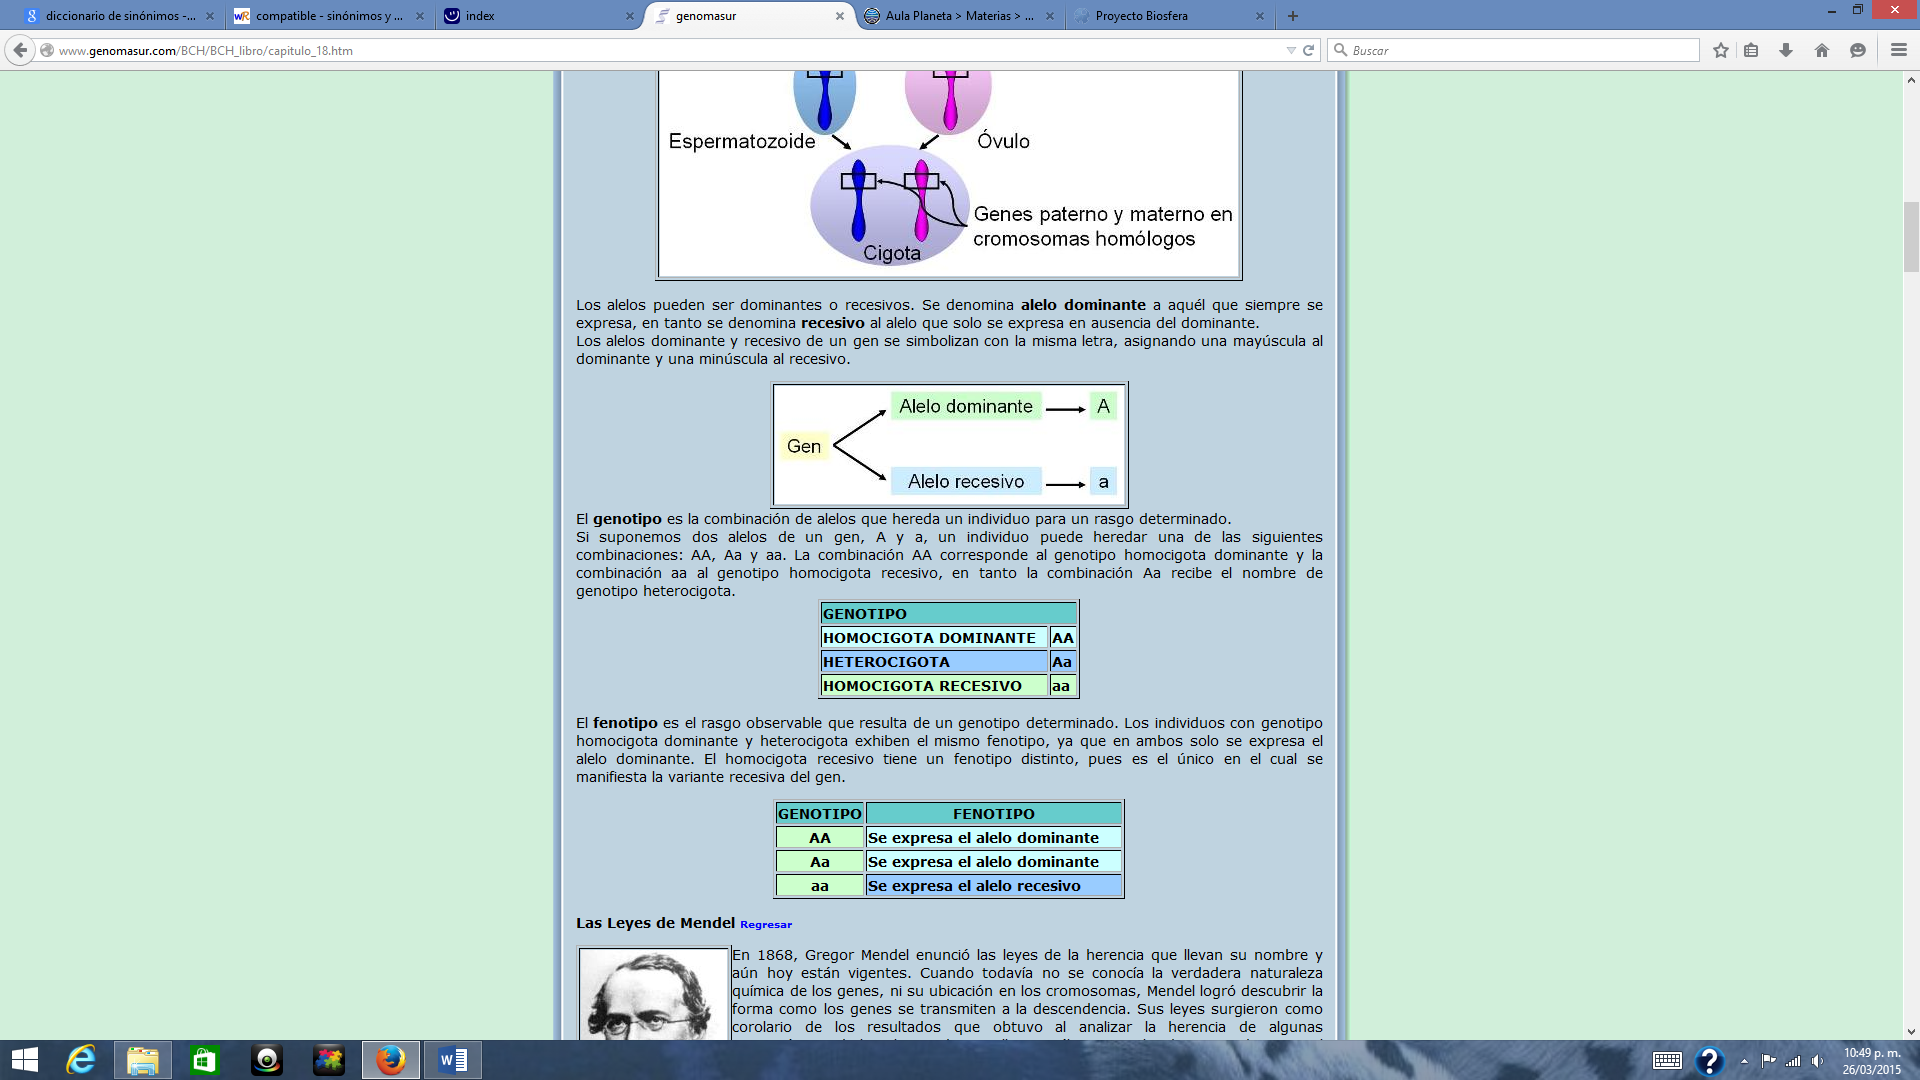 diccionario de sinónimos -...
compatible - sinónimos y ...
index
genomasur
Aula Planeta > Materias > ...
Proyecto Biosfera
www.genomasur.com/BCH/BCH_libro/capitulo_18.htm
Buscar
Espermatozoide
Óvulo
Genes paterno y materno en
cromosomas homólogos
Cigota
Los alelos pueden ser dominantes o recesivos. Se denomina alelo dominante a aquél que siempre se
expresa, en tanto se denomina recesivo al alelo que solo se expresa en ausencia del dominante.
Los alelos dominante y recesivo de un gen se simbolizan con la misma letra, asignando una mayúscula al
dominante y una minúscula al recesivo.
Alelo dominante A
Gen
Alelo recesivo a
El genotipo es la combinación de alelos que hereda un individuo para un rasgo determinado.
Si suponemos dos alelos de un gen, A y a, un individuo puede heredar una de las siguientes
combinaciones: AA, Aa y aa. La combinación AA corresponde al genotipo homocigota dominante y la
combinación aa al genotipo homocigota recesivo, en tanto la combinación Aa recibe el nombre de
genotipo heterocigota.
GENOTIPO
HOMOCIGOTA DOMINANTE AA
HETEROCIGOTA Aa
HOMOCIGOTA RECESIVO aa
El fenotipo es el rasgo observable que resulta de un genotipo determinado. Los individuos con genotipo
homocigota dominante y heterocigota exhiben el mismo fenotipo, ya que en ambos solo se expresa el
alelo dominante. El homocigota recesivo tiene un fenotipo distinto, pues es el único en el cual se
manifiesta la variante recesiva del gen.
GENOTIPO FENOTIPO
AA Se expresa el alelo dominante
Aa Se expresa el alelo dominante
aa Se expresa el alelo recesivo
Las Leyes de Mendel Regresar
En 1868, Gregor Mendel enunció las leyes de la herencia que llevan su nombre y
aún hoy están vigentes. Cuando todavía no se conocía la verdadera naturaleza
química de los genes, ni su ubicación en los cromosomas, Mendel logró descubrir la
forma como los genes se transmiten a la descendencia. Sus leyes surgieron como
corolario de los resultados que obtuvo al analizar la herencia de algunas
10:49 p. m.
26/03/2015